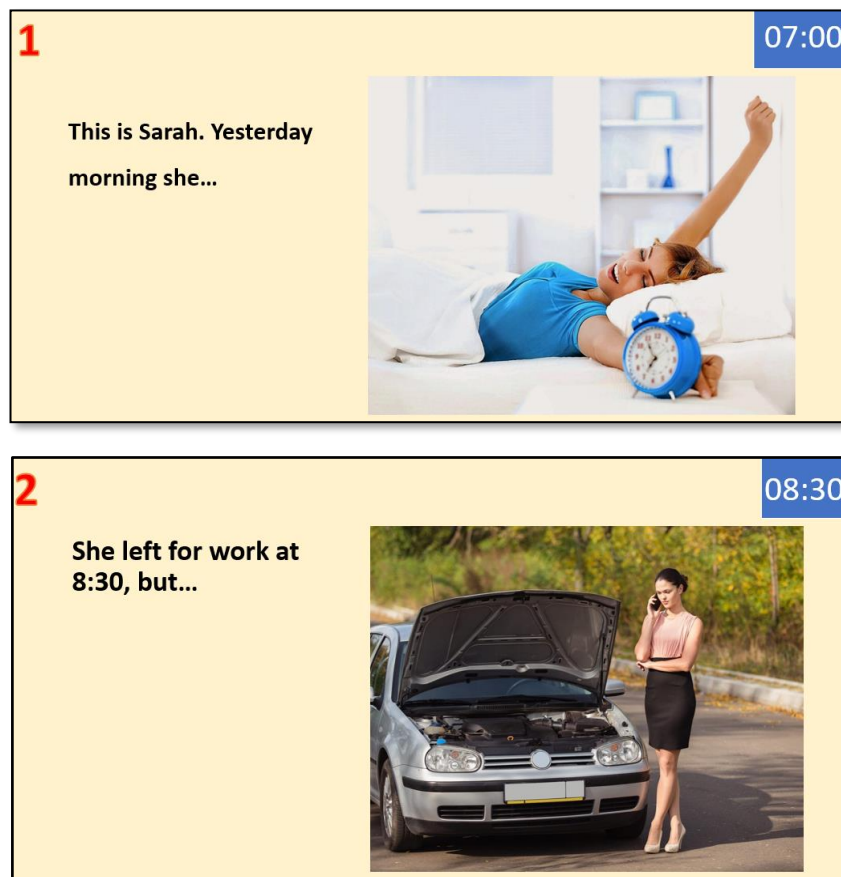 1
07:00
This is Sarah. Yesterday
morning she…
2
08:30
She left for work at
8:30, but…